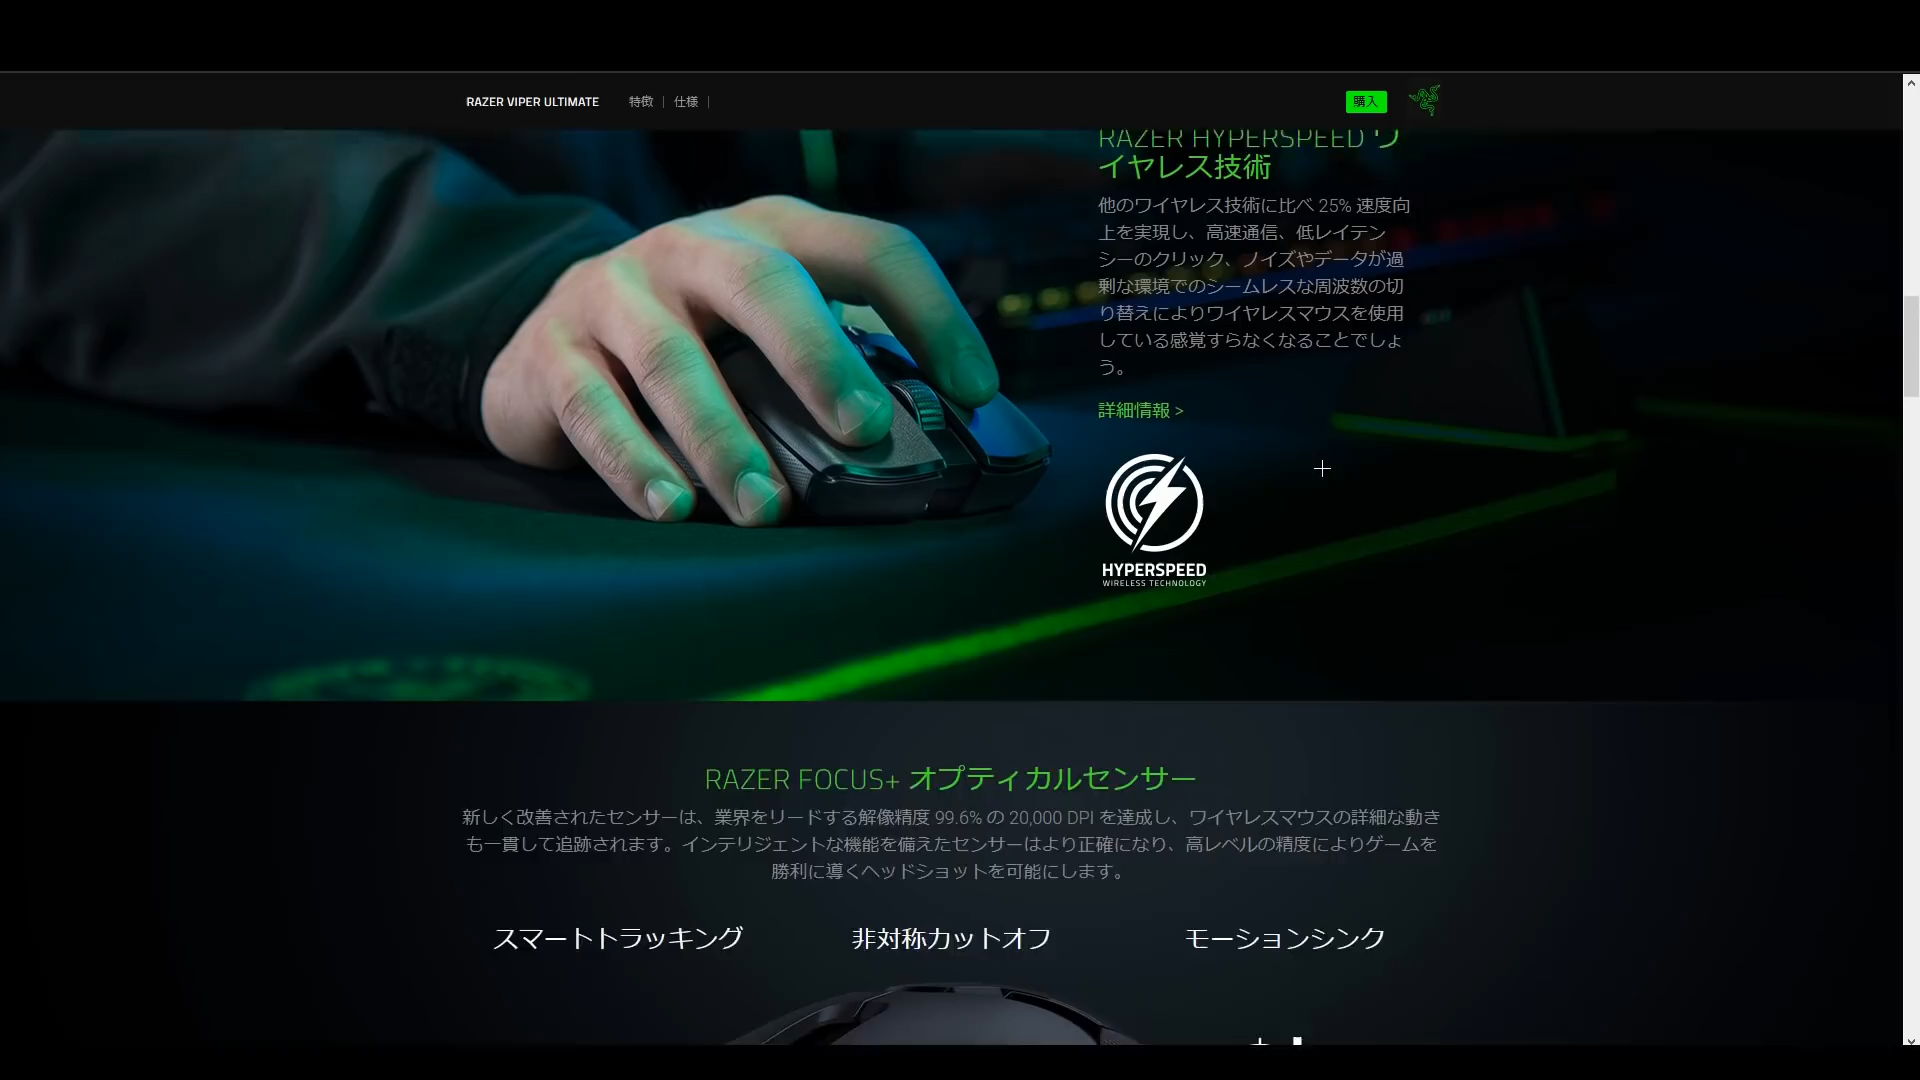 RAZER VIPER ULTIMATE
特徴
仕様
購入
RAZER HYPERSPEED ワ
イヤレス技術
他のワイヤレス技術に比べ 25% 速度向
上を実現し、高速通信、低レイテン
シーのクリック、ノイズやデータが過
剰な環境でのシームレスな周波数の切
り替えによりワイヤレスマウスを使用
している感覚すらなくなることでしょ
う。
詳細情報 >
HYPERSPEED
WIRELESS TECHNOLOGY
RAZER FOCUS+ オプティカルセンサー
新しく改善されたセンサーは、業界をリードする解像精度 99.6% の 20,000 DPI を達成し、ワイヤレスマウスの詳細な動き
も一貫して追跡されます。インテリジェントな機能を備えたセンサーはより正確になり、高レベルの精度によりゲームを
勝利に導くヘッドショットを可能にします。
スマートトラッキング
非対称カットオフ
モーションシンク